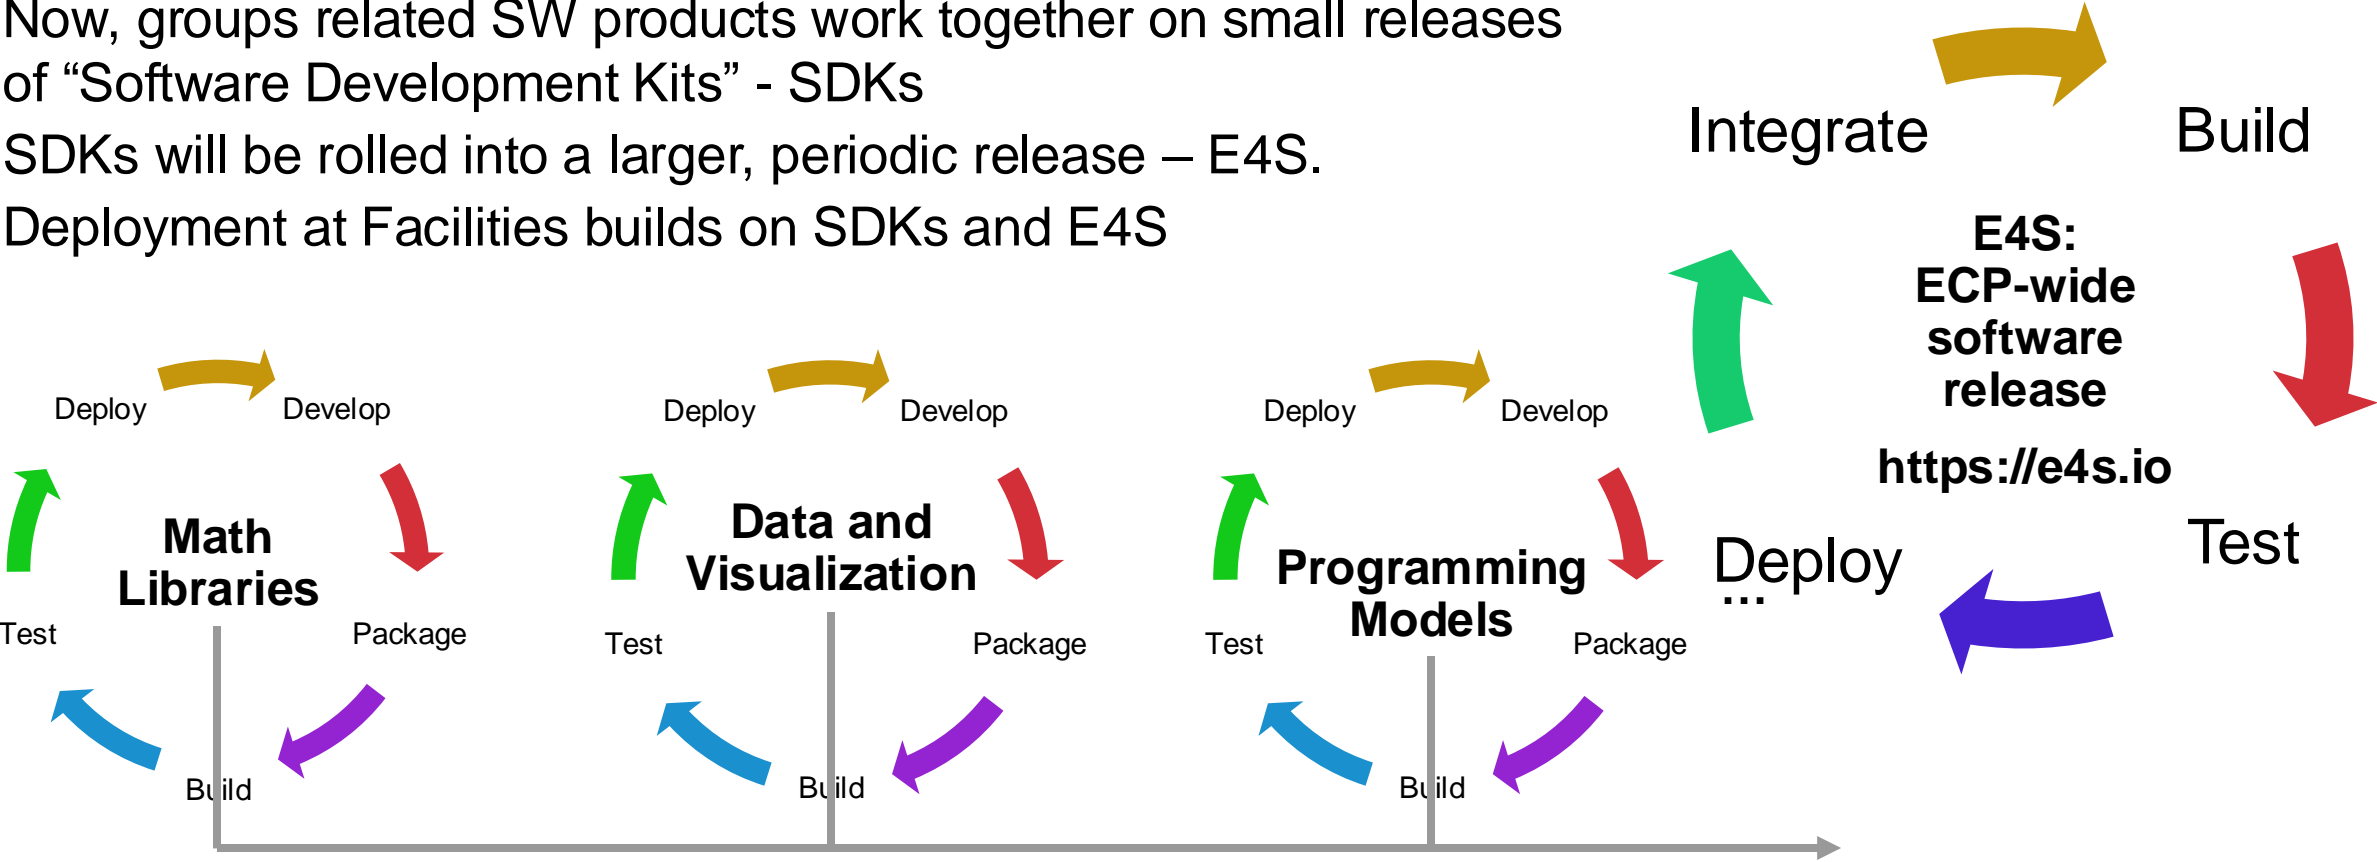 Now, groups related SW products work together on small releases
of “Software Development Kits” - SDKs
SDKs will be rolled into a larger, periodic release – E4S.
Deployment at Facilities builds on SDKs and E4S
Integrate
Build
E4S:
ECP-wide
software
release
https://e4s.io
Deploy
...
Test
Deploy
Develop
Math
Libraries
Test
Package
Build
Deploy
Develop
Data and
Visualization
Test
Package
Build
Deploy
Develop
Programming
Models
Test
Package
Build